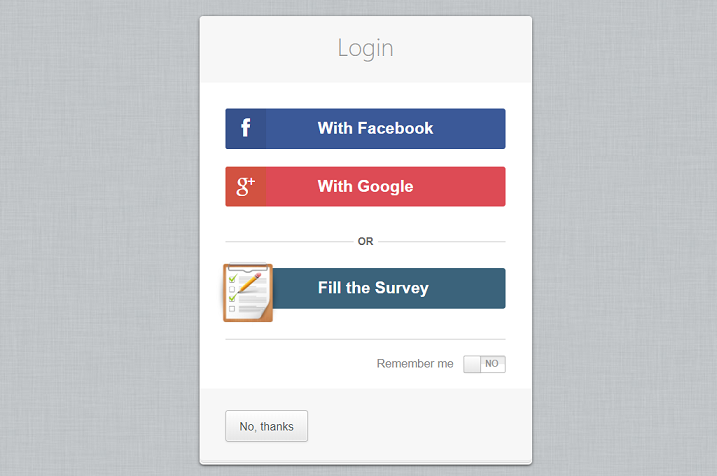 Login
f
With Facebook
g+
With Google
OR
Fill the Survey
Remember me NO
No, thanks